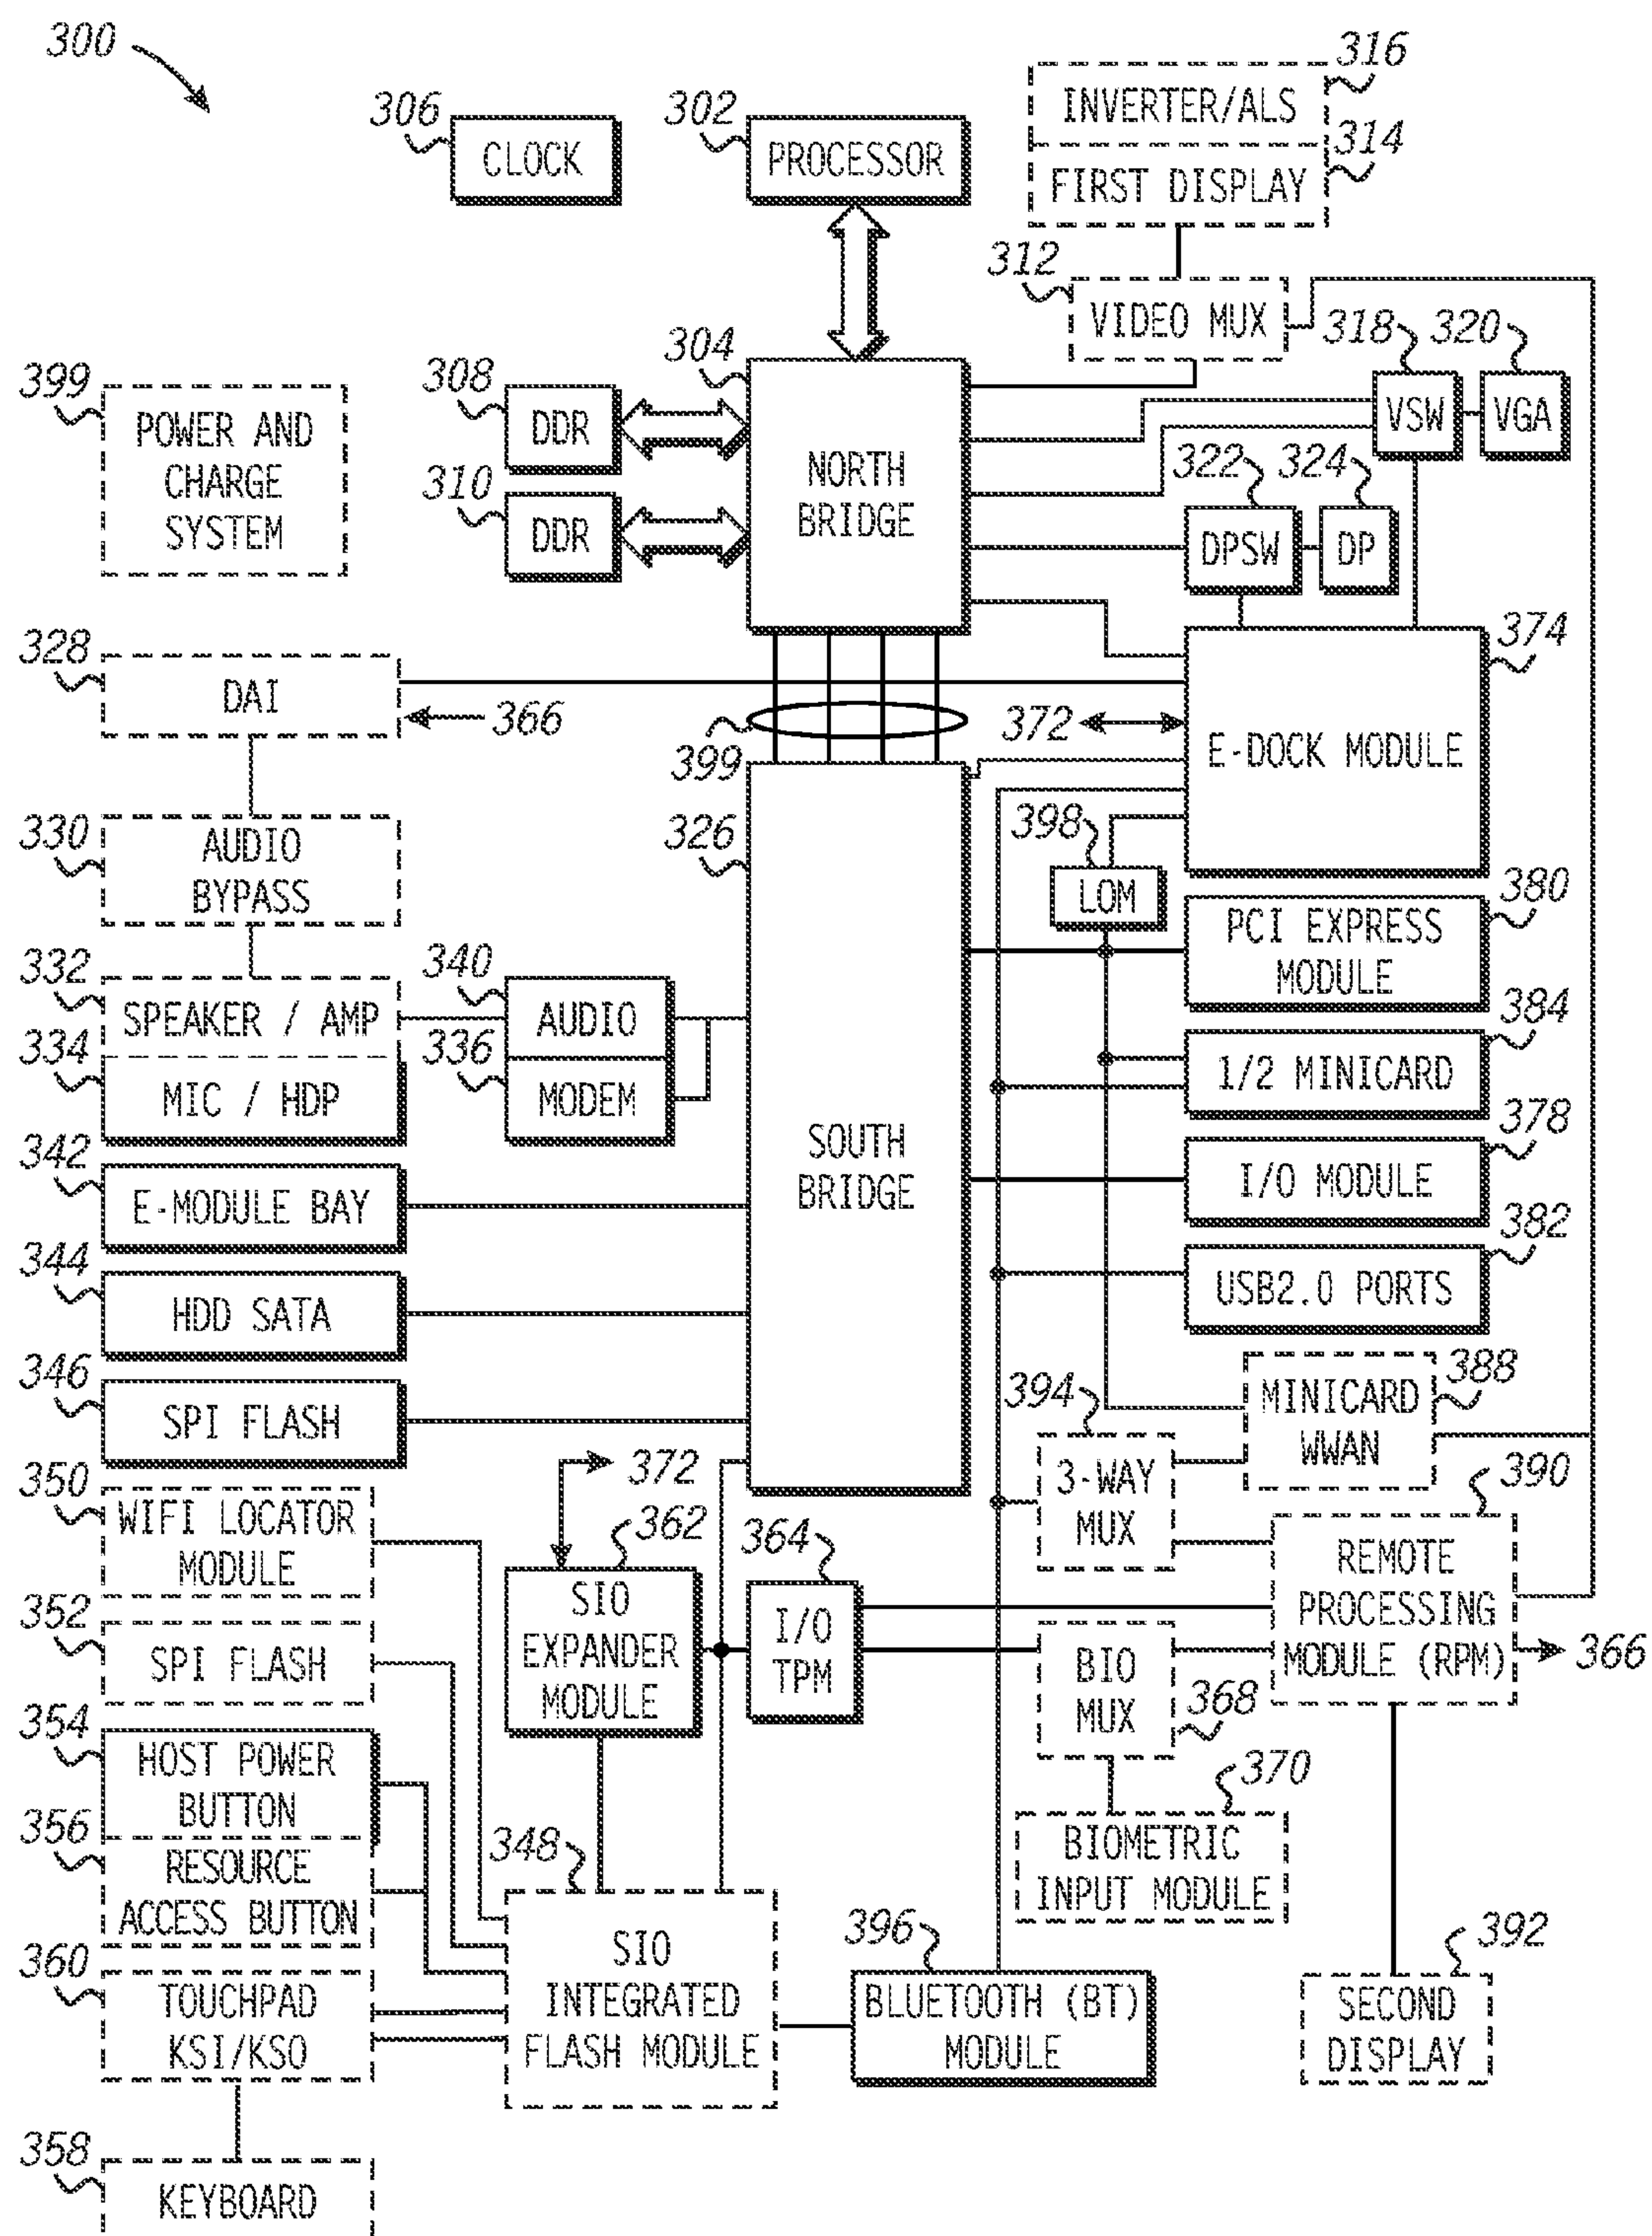 300
306
CLOCK
302
PROCESSOR
316
INVERTER/ALS
314
FIRST DISPLAY
312
VIDEO MUX
318
VSW
320
VGA
399
POWER AND
CHARGE
SYSTEM
308
DDR
310
DDR
304
NORTH
BRIDGE
322
DPSW
324
DP
328
DAI
366
399
372
374
E-DOCK MODULE
330
AUDIO
BYPASS
326
SOUTH
BRIDGE
398
LOM
380
PCI EXPRESS
MODULE
332
SPEAKER / AMP
334
MIC / HDP
340
AUDIO
336
MODEM
384
1/2 MINICARD
378
I/O MODULE
342
E-MODULE BAY
382
USB2.0 PORTS
344
HDD SATA
346
SPI FLASH
388
MINICARD
WWAN
394
3-WAY
MUX
350
WIFI LOCATOR
MODULE
372
362
SIO
EXPANDER
MODULE
364
I/O
TPM
390
REMOTE
PROCESSING
MODULE (RPM)
366
352
SPI FLASH
BIO
MUX
368
354
HOST POWER
BUTTON
356
RESOURCE
ACCESS BUTTON
370
BIOMETRIC
INPUT MODULE
348
SIO
INTEGRATED
FLASH MODULE
396
BLUETOOTH (BT)
MODULE
392
SECOND
DISPLAY
360
TOUCHPAD
KSI/KSO
358
KEYBOARD